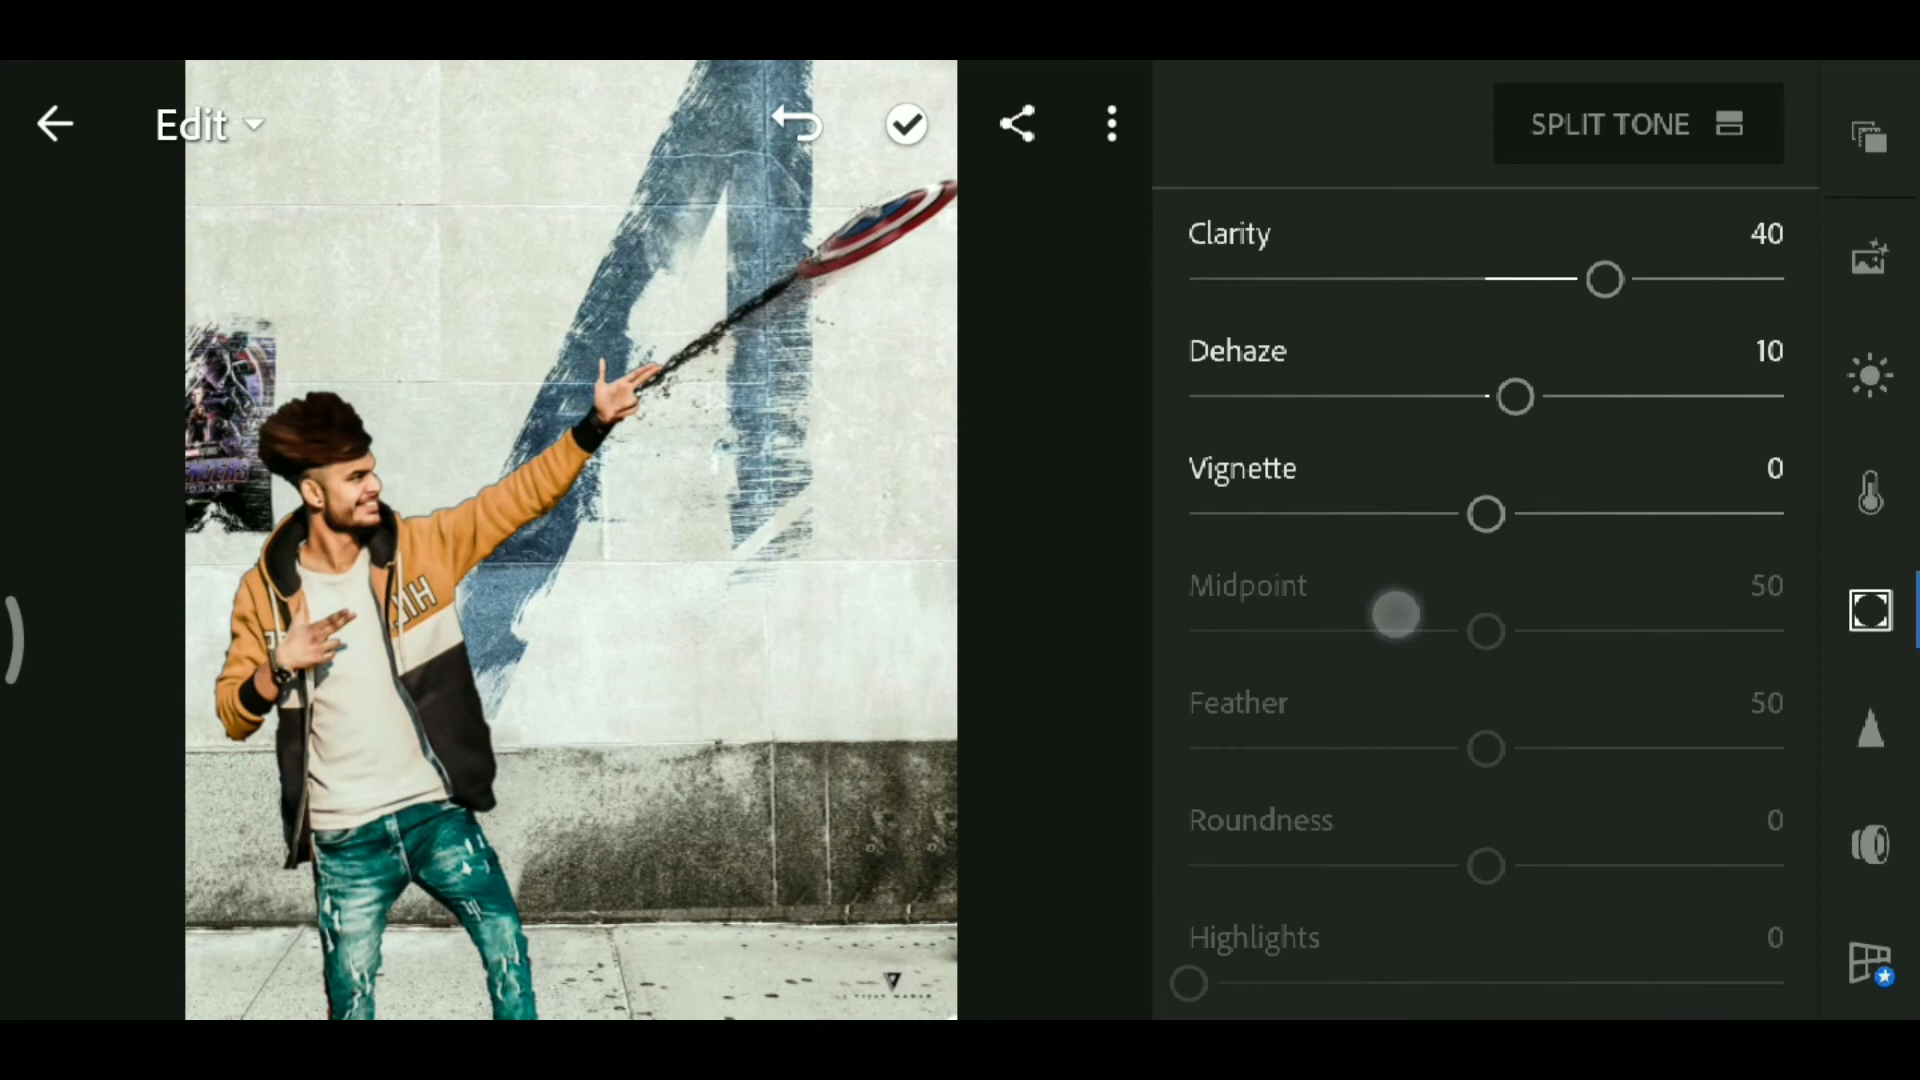 Edit
SPLIT TONE
Clarity 40
Dehaze 10
Vignette 0
Midpoint 50
Feather 50
Roundness 0
Highlights 0